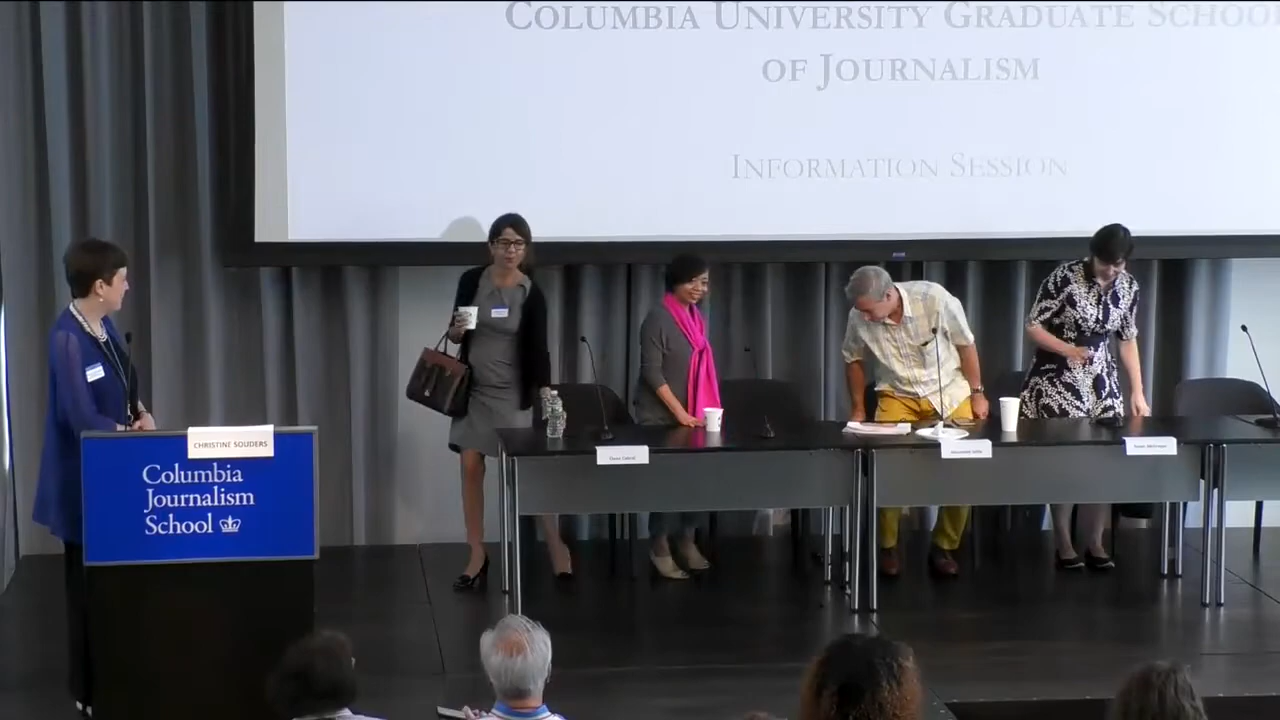 COLUMBIA UNIVERSITY GRADUATE SCHOOL
OF JOURNALISM
INFORMATION SESSION
CHRISTINE SOUDERS
Columbia
Journalism
School